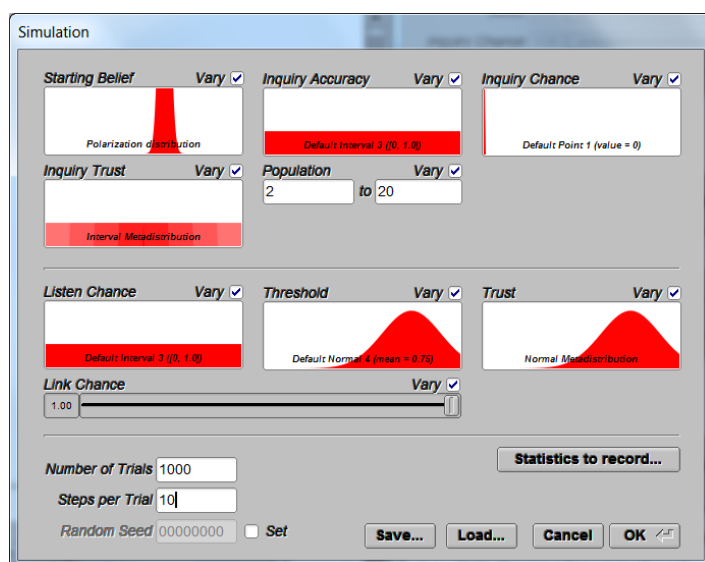 Simulation
Starting Belief Vary Inquiry Accuracy Vary Inquiry Chance Vary
Polarization distribution Default Interval 3 ([0, 1.0]) Default Point 1 (value = 0)
Inquiry Trust Vary Population Vary
2 to 20
Interval Metadistribution
Listen Chance Vary Threshold Vary Trust Vary
Default Interval 3 ([0, 1.0]) Default Normal 4 (mean = 0.75) Normal Metadistribution
Link Chance Vary
1.00
Statistics to record...
Number of Trials 1000
Steps per Trial 10
Random Seed 00000000 Set Save... Load... Cancel OK